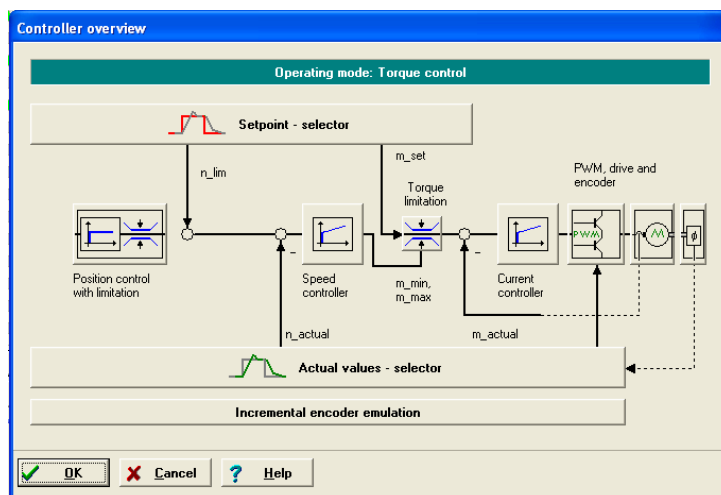 Controller overview
Operating mode: Torque control
Setpoint - selector
n_lim
m_set
Torque
limitation
PWM, drive and
encoder
PWM
ϕ
Position control
with limitation
Speed
controller
m_min,
m_max
Current
controller
n_actual
m_actual
Actual values - selector
Incremental encoder emulation
OK
Cancel
? Help